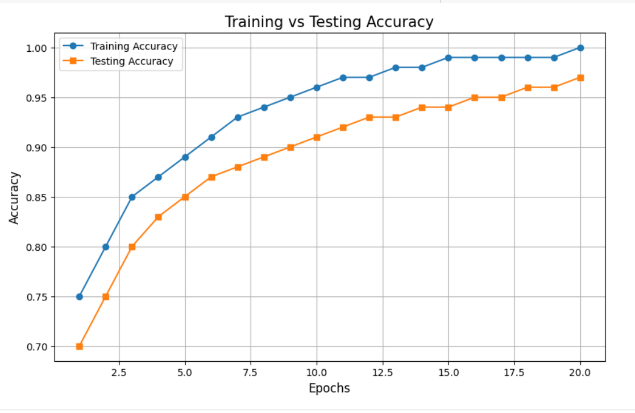 Training vs Testing Accuracy
Training Accuracy
Testing Accuracy
1.00
0.95
0.90
0.85
0.80
0.75
0.70
Accuracy
2.5 5.0 7.5 10.0 12.5 15.0 17.5 20.0
Epochs